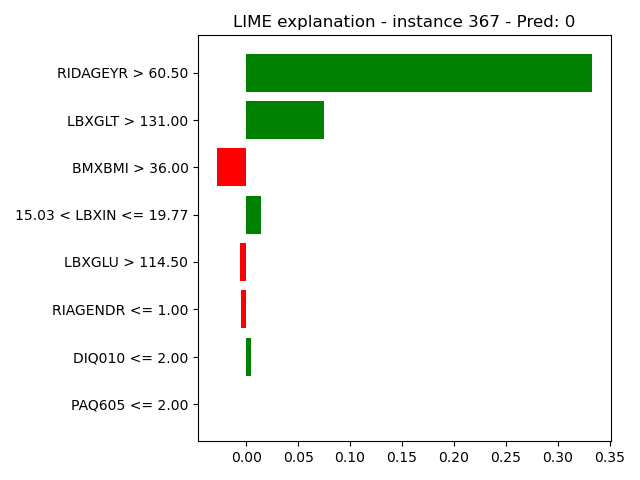 LIME explanation - instance 367 - Pred: 0
RIDAGEYR > 60.50
LBXGLT > 131.00
BMXBMI > 36.00
15.03 < LBXIN <= 19.77
LBXGLU > 114.50
RIAGENDR <= 1.00
DIQ010 <= 2.00
PAQ605 <= 2.00
0.00 0.05 0.10 0.15 0.20 0.25 0.30 0.35